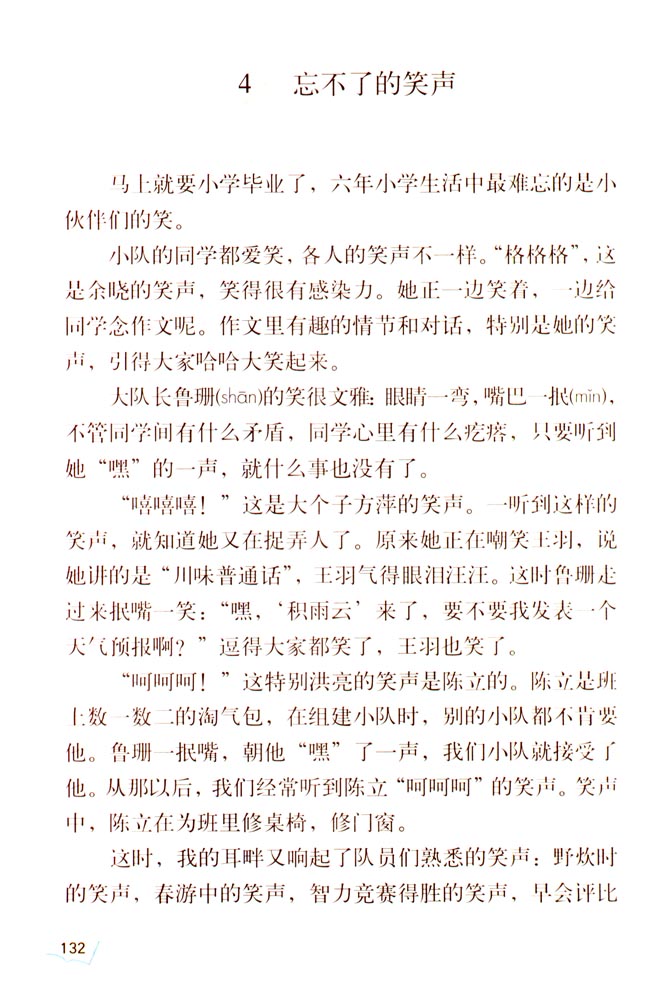 4 忘不了的笑声
马上就要小学毕业了，六年小学生活中最难忘的是小
伙伴们的笑。
小队的同学都爱笑，各人的笑声不一样。“格格格”，这
是余晓的笑声，笑得很有感染力。她正一边笑着，一边给
同学念作文呢。作文里有趣的情节和对话，特别是她的笑
声，引得大家哈哈大笑起来。
大队长鲁珊(shān)的笑很文雅：眼睛一弯，嘴巴一抿(mǐn)，
不管同学间有什么矛盾，同学心里有什么疙瘩，只要听到
她“嘿”的一声，就什么事也没有了。
“嘻嘻嘻！”这是大个子方萍的笑声。一听到这样的
笑声，就知道她又在捉弄人了。原来她正在嘲笑王羽，说
她讲的是“川味普通话”，王羽气得眼泪汪汪。这时鲁珊走
过来抿嘴一笑：“嘿，‘积雨云’来了，要不要我发表一个
天气预报啊？”逗得大家都笑了，王羽也笑了。
“呵呵呵！”这特别洪亮的笑声是陈立的。陈立是班
上数一数二的淘气包，在组建小队时，别的小队都不肯要
他。鲁珊一抿嘴，朝他“嘿”了一声，我们小队就接受了
他。从那以后，我们经常听到陈立“呵呵呵”的笑声。笑声
中，陈立在为班里修桌椅，修门窗。
这时，我的耳畔又响起了队员们熟悉的笑声：野炊时
的笑声，春游中的笑声，智力竞赛得胜的笑声，早会评比
132